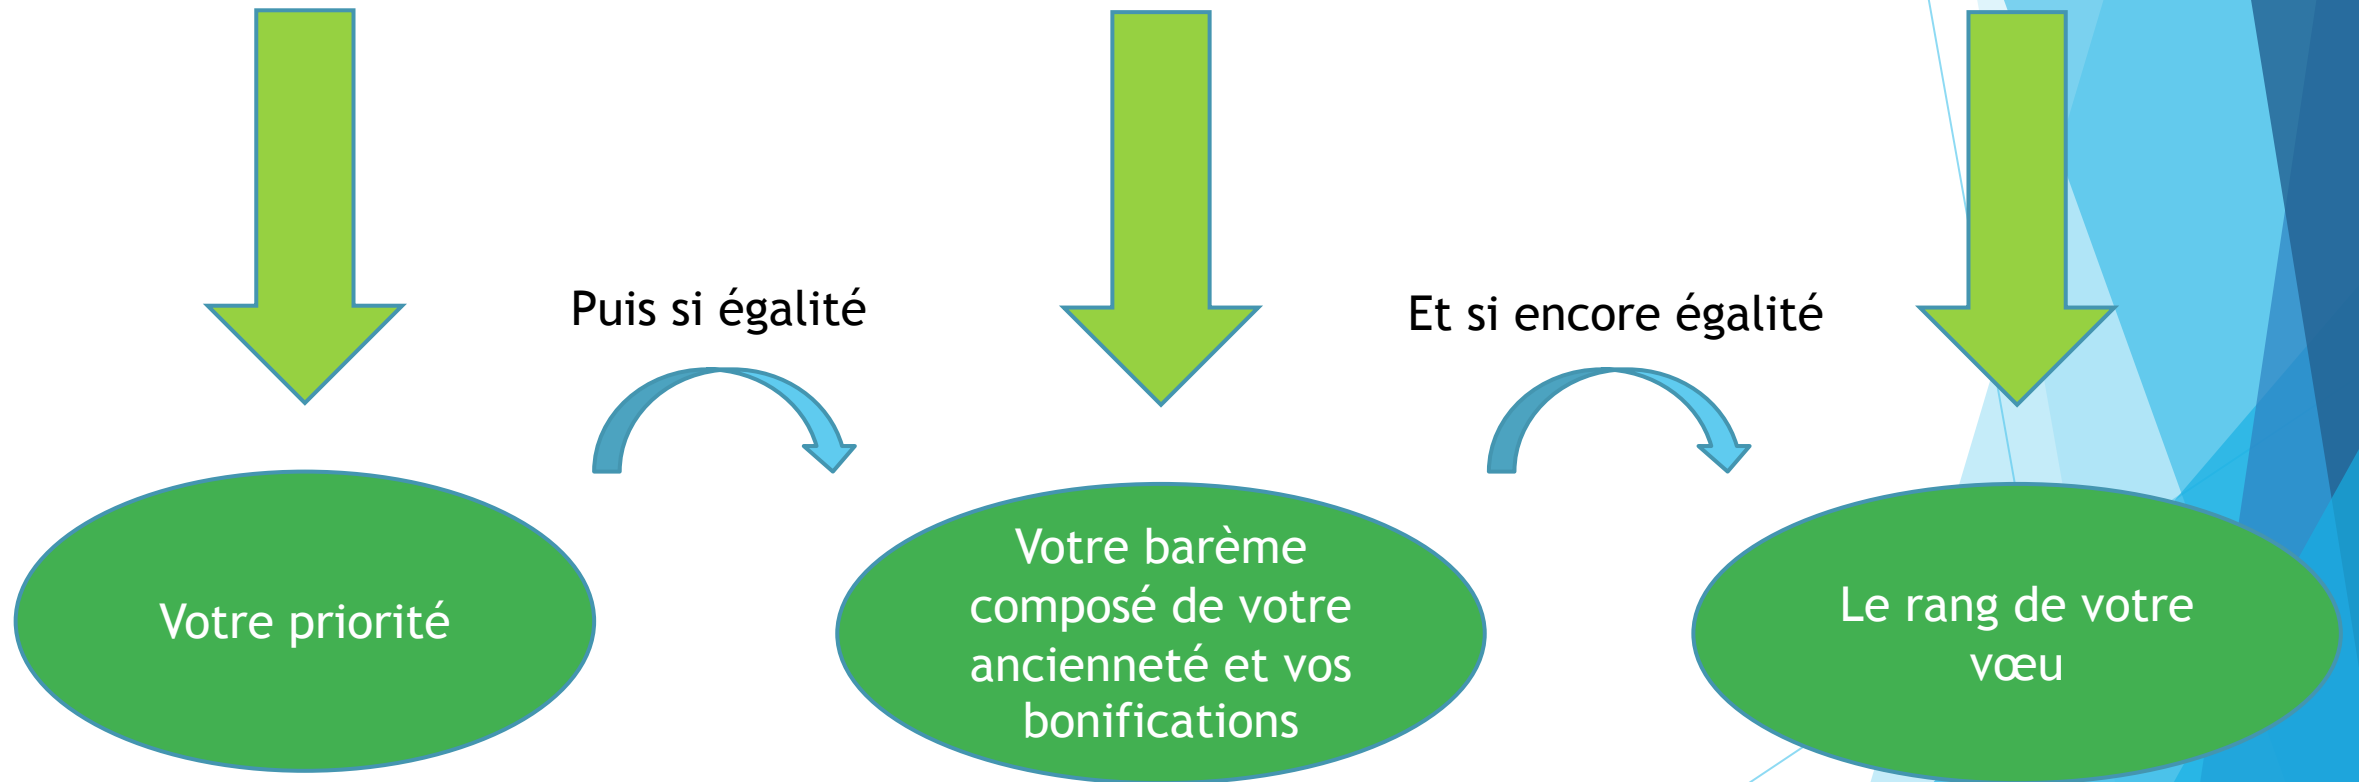 Puis si égalité
Et si encore égalité
Votre priorité
Votre barème
composé de votre
ancienneté et vos
bonifications
Le rang de votre
vœu